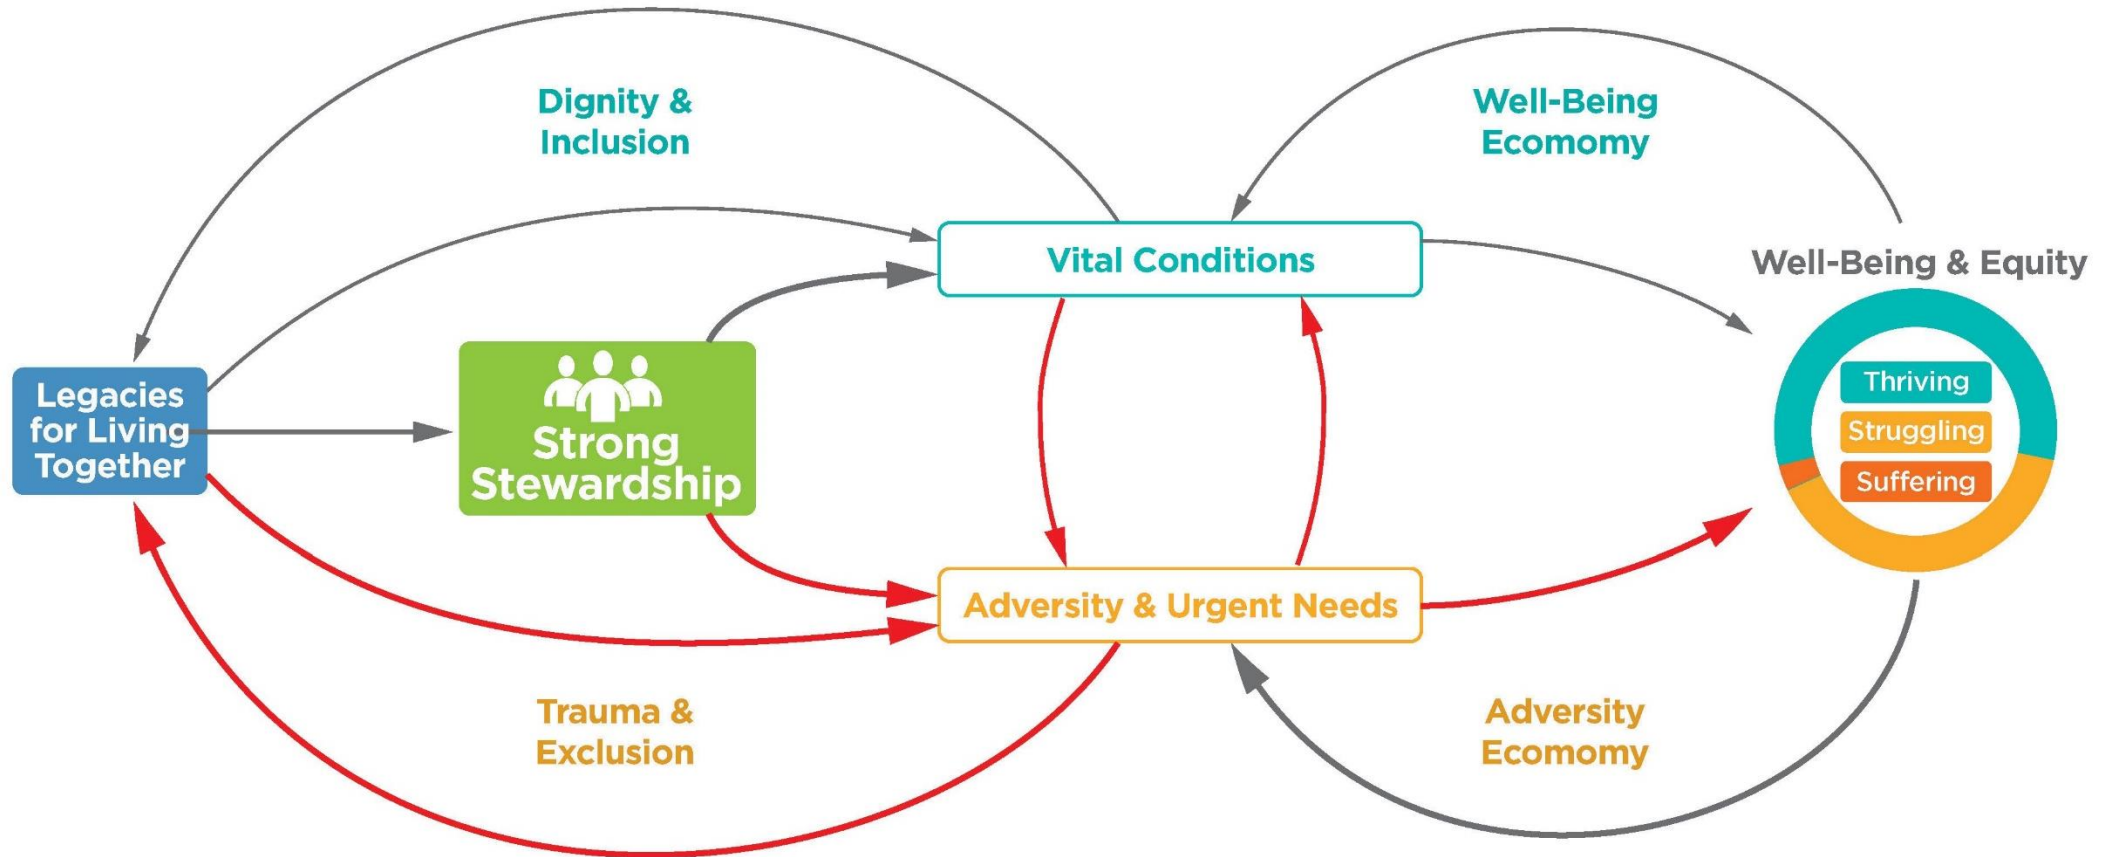 Dignity &
Inclusion
Well-Being
Ecomomy
Vital Conditions
Well-Being & Equity
Legacies
for Living
Together
Strong
Stewardship
Thriving
Struggling
Suffering
Adversity & Urgent Needs
Trauma &
Exclusion
Adversity
Ecomomy